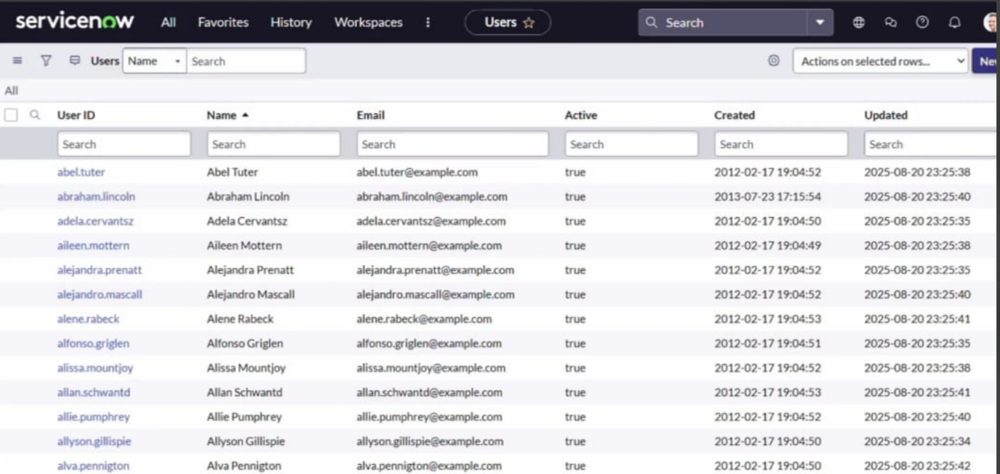 servicenow All Favorites History Workspaces Users Search
Users Name Search Actions on selected rows... Ne
All
User ID Name Email Active Created Updated
Search Search Search Search Search Search
abel.tuter Abel Tuter abel.tuter@example.com true 2012-02-17 19:04:52 2025-08-20 23:25:38
abraham.lincoln Abraham Lincoln abraham.lincoln@example.com true 2013-07-23 17:15:54 2025-08-20 23:25:40
adela.cervantsz Adela Cervantsz adela.cervantsz@example.com true 2012-02-17 19:04:50 2025-08-20 23:25:35
aileen.mottern Aileen Mottern aileen.mottern@example.com true 2012-02-17 19:04:49 2025-08-20 23:25:38
alejandra.prenatt Alejandra Prenatt alejandra.prenatt@example.com true 2012-02-17 19:04:52 2025-08-20 23:25:35
alejandro.mascall Alejandro Mascall alejandro.mascall@example.com true 2012-02-17 19:04:52 2025-08-20 23:25:40
alene.rabeck Alene Rabeck alene.rabeck@example.com true 2012-02-17 19:04:53 2025-08-20 23:25:41
alfonso.griglen Alfonso Griglen alfonso.griglen@example.com true 2012-02-17 19:04:51 2025-08-20 23:25:35
alissa.mountjoy Alissa Mountjoy alissa.mountjoy@example.com true 2012-02-17 19:04:52 2025-08-20 23:25:38
allan.schwantd Allan Schwantd allan.schwantd@example.com true 2012-02-17 19:04:53 2025-08-20 23:25:41
allie.pumphrey Allie Pumphrey allie.pumphrey@example.com true 2012-02-17 19:04:52 2025-08-20 23:25:40
allyson.gillispie Allyson Gillispie allyson.gillispie@example.com true 2012-02-17 19:04:50 2025-08-20 23:25:34
alva.pennigton Alva Pennigton alva.pennigton@example.com true 2012-02-17 19:04:50 2025-08-20 23:25:42